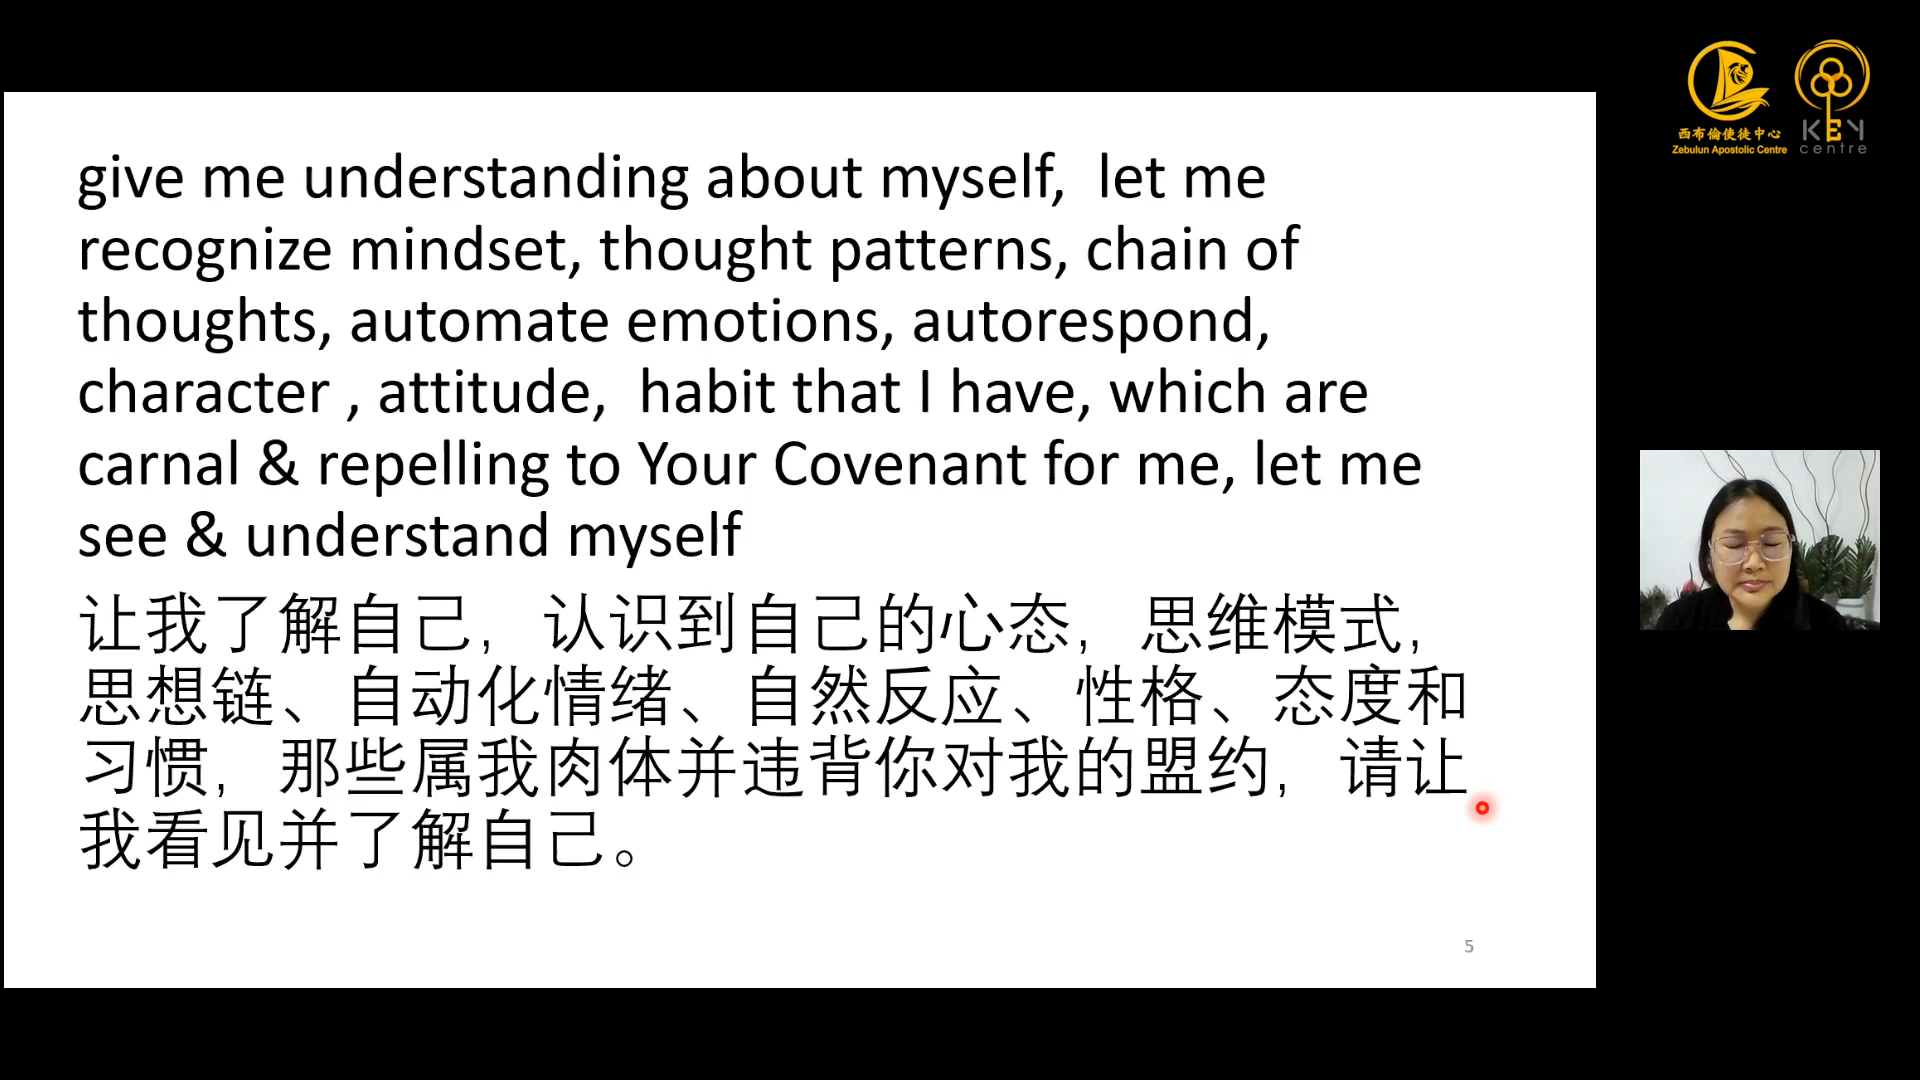 give me understanding about myself,  let me
recognize mindset, thought patterns, chain of
thoughts, automate emotions, autorespond,
character , attitude,  habit that I have, which are
carnal & repelling to Your Covenant for me, let me
see & understand myself
让我了解自己，认识到自己的心态，思维模式，
思想链、自动化情绪、自然反应、性格、态度和
习惯，那些属我肉体并违背你对我的盟约，请让
我看见并了解自己。
5
西布倫使徒中心
Zebulun Apostolic Centre
KEY
centre